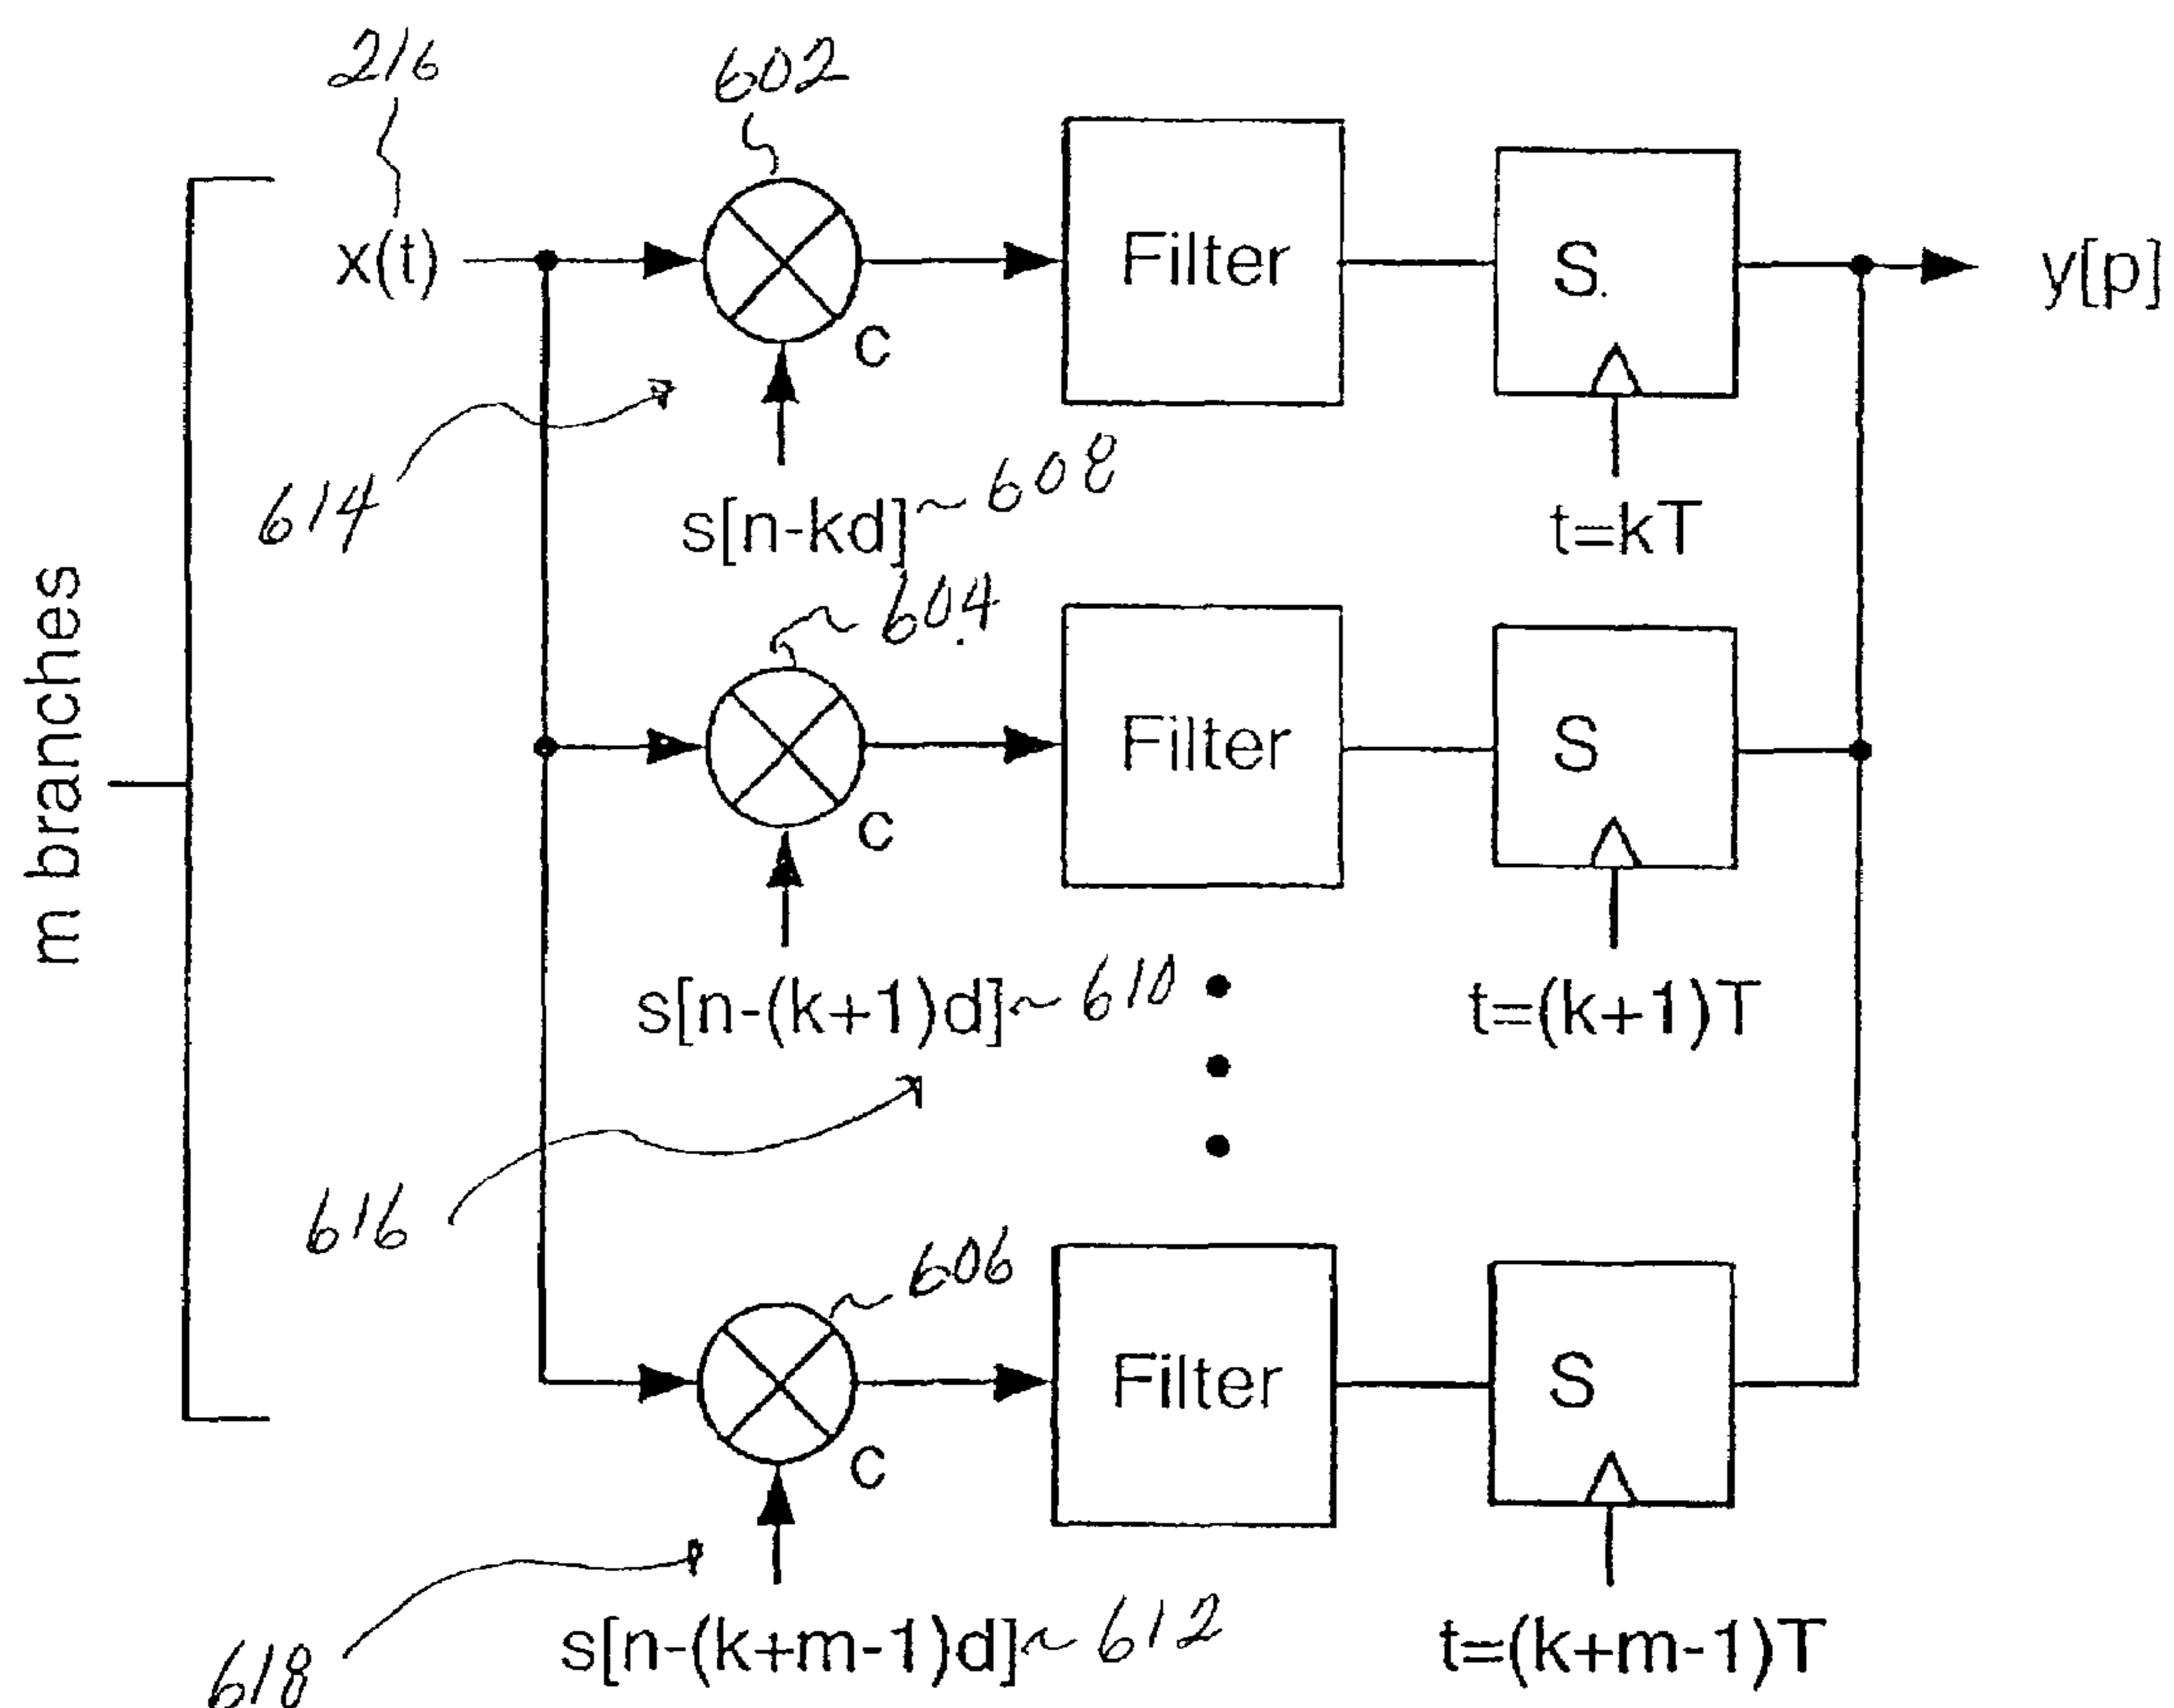 216
602
x(t)
Filter
S
y[p]
c
614
s[n-kd]~608
t=kT
604
m branches
Filter
S
c
s[n-(k+1)d]~610
t=(k+1)T
616
606
Filter
S
c
s[n-(k+m-1)d]~612
t=(k+m-1)T
618